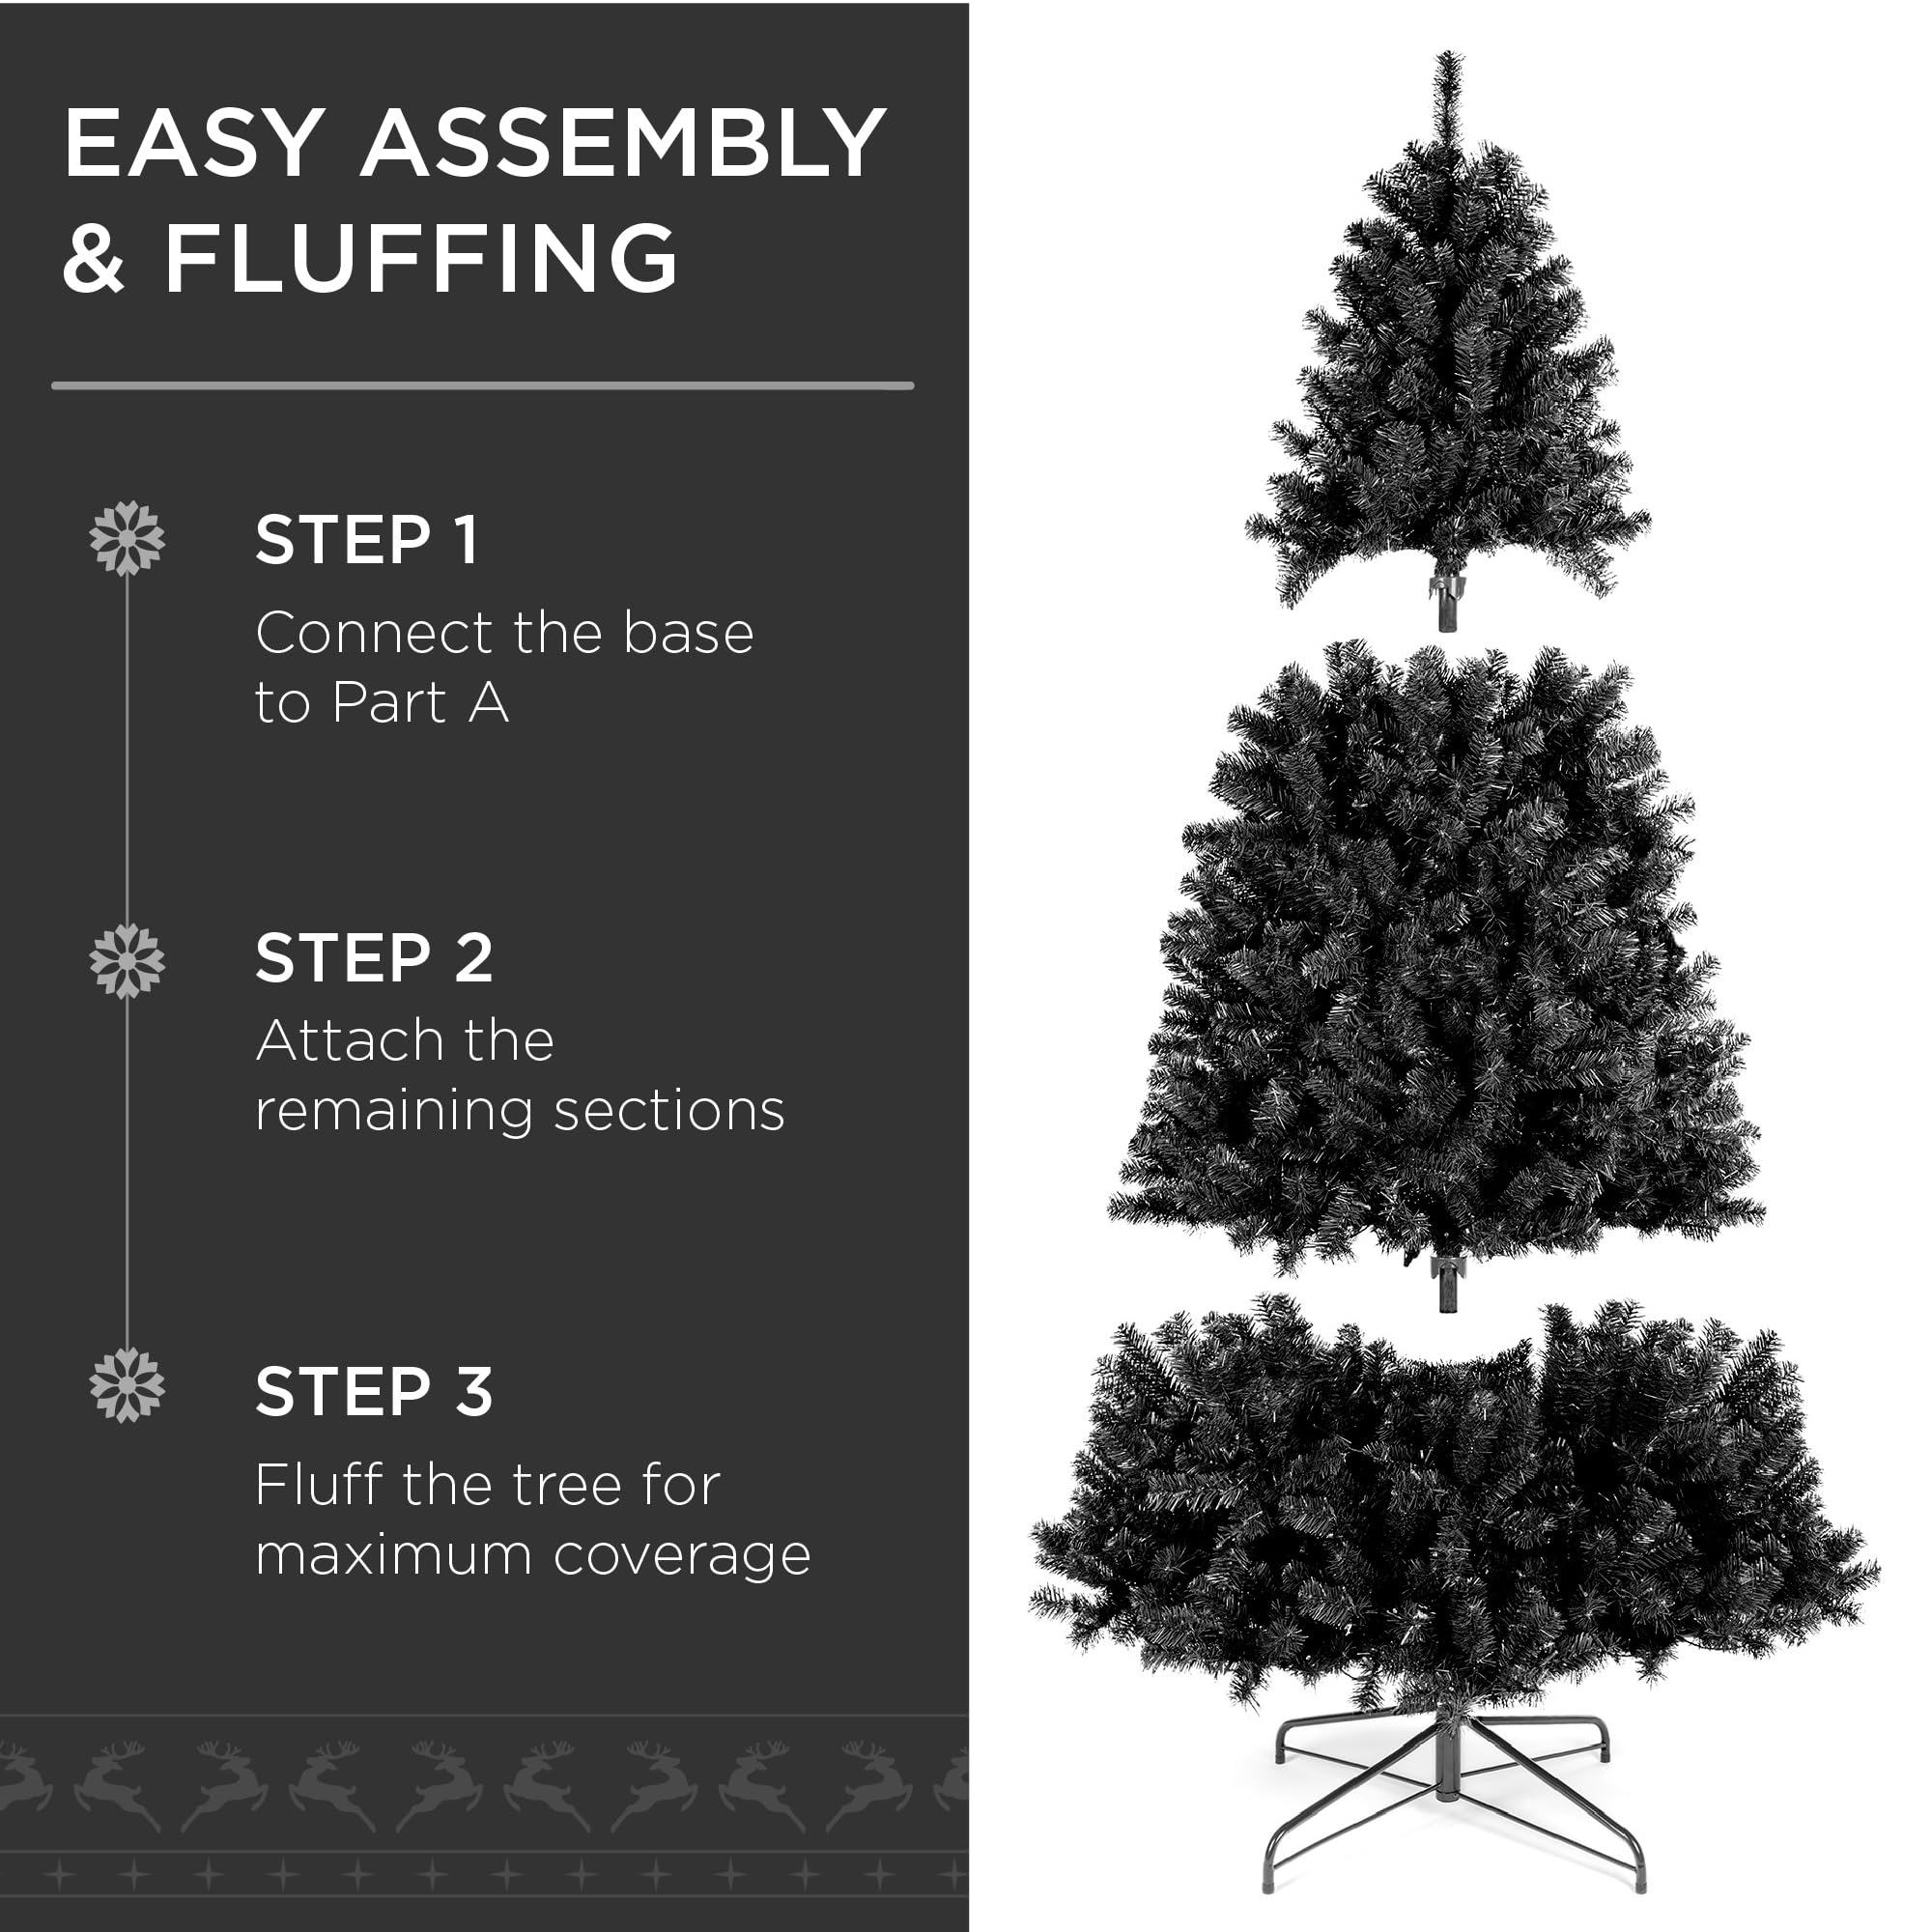 EASY ASSEMBLY
& FLUFFING
STEP 1
Connect the base
to Part A
STEP 2
Attach the
remaining sections
STEP 3
Fluff the tree for
maximum coverage